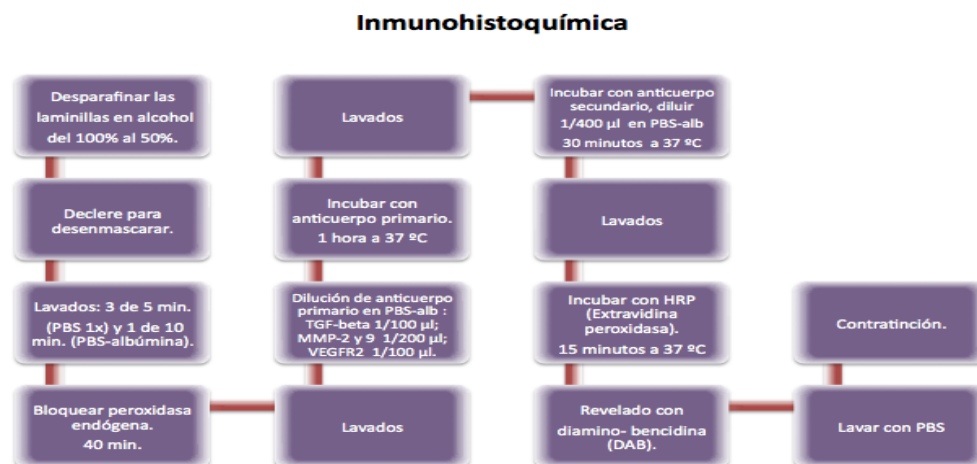 Inmunohistoquímica
Desparafinar las
laminillas en alcohol
del 100% al 50%.
Declere para
desenmascarar.
Lavados: 3 de 5 min.
(PBS 1x) y 1 de 10
min. (PBS-albúmina).
Bloquear peroxidasa
endógena.
40 min.
Lavados
Dilución de anticuerpo
primario en PBS-alb :
TGF-beta 1/100 µl;
MMP-2 y 9 1/200 µl;
VEGFR2 1/100 µl.
Incubar con
anticuerpo primario.
1 hora a 37 ºC
Lavados
Incubar con anticuerpo
secundario, diluir
1/400 µl en PBS-alb
30 minutos a 37 ºC
Lavados
Incubar con HRP
(Extravidina
peroxidasa).
15 minutos a 37 ºC
Revelado con
diamino- bencidina
(DAB).
Lavar con PBS
Contratinción.